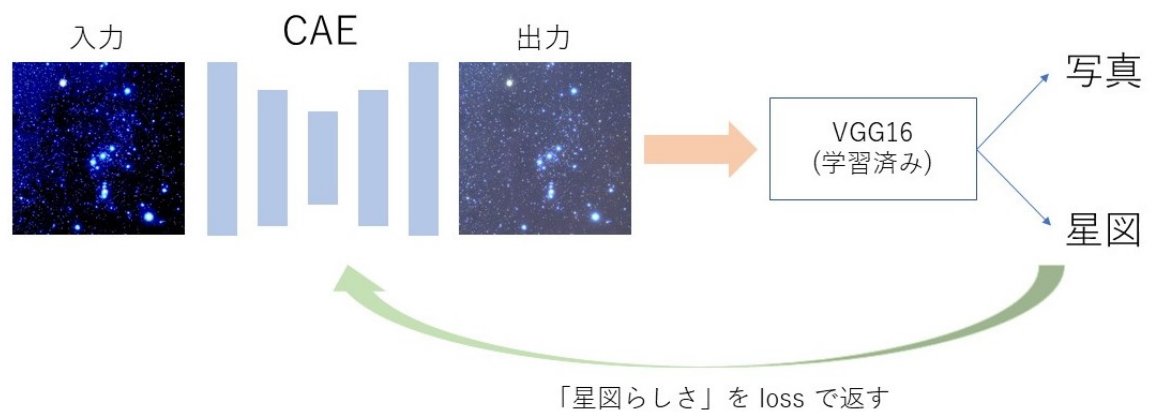 入力
CAE
出力
VGG16
(学習済み)
写真
星図
「星図らしさ」を loss で返す